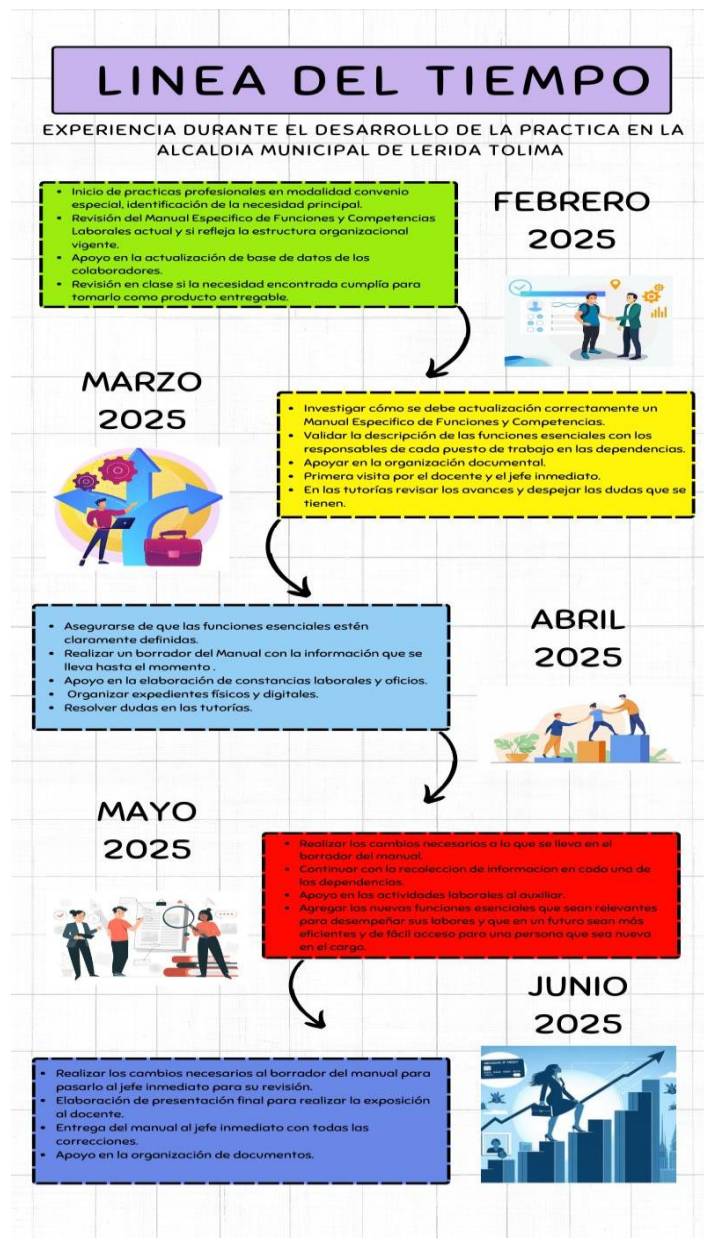 LINEA DEL TIEMPO
EXPERIENCIA DURANTE EL DESARROLLO DE LA PRACTICA EN LA
ALCALDIA MUNICIPAL DE LERIDA TOLIMA
FEBRERO
2025
• Inicio de practicas profesionales en modalidad convenio
especial, identificación de la necesidad principal.
• Revisión del Manual Especifico de Funciones y Competencias
Laborales actual y si refleja la estructura organizacional
vigente.
• Apoyo en la actualización de base de datos de los
colaboradores.
• Revisión en clase si la necesidad encontrada cumplía para
tomarlo como producto entregable.
MARZO
2025
• Investigar cómo se debe actualización correctamente un
Manual Especifico de Funciones y Competencias.
• Validar la descripción de las funciones esenciales con los
responsables de cada puesto de trabajo en las dependencias.
• Apoyar en la organización documental.
• Primera visita por el docente y el jefe inmediato.
• En las tutorías revisar los avances y despejar las dudas que se
tienen.
ABRIL
2025
• Asegurarse de que las funciones esenciales estén
claramente definidas.
• Realizar un borrador del Manual con la información que se
lleva hasta el momento .
• Apoyo en la elaboración de constancias laborales y oficios.
• Organizar expedientes físicos y digitales.
• Resolver dudas en las tutorías.
MAYO
2025
• Realizar los cambios necesarios a lo que se lleva en el
borrador del manual.
• Continuar con la recoleccion de informacion en cada una de
las dependencias.
• Apoyo en las actividades laborales al auxiliar.
• Agregar las nuevas funciones esenciales que sean relevantes
para desempeñar sus labores y que en un futuro sean más
eficientes y de fácil acceso para una persona que sea nueva
en el cargo.
JUNIO
2025
• Realizar los cambios necesarios al borrador del manual para
pasarlo al jefe inmediato para su revisión.
• Elaboración de presentación final para realizar la exposición
al docente.
• Entrega del manual al jefe inmediato con todas las
correcciones.
• Apoyo en la organización de documentos.